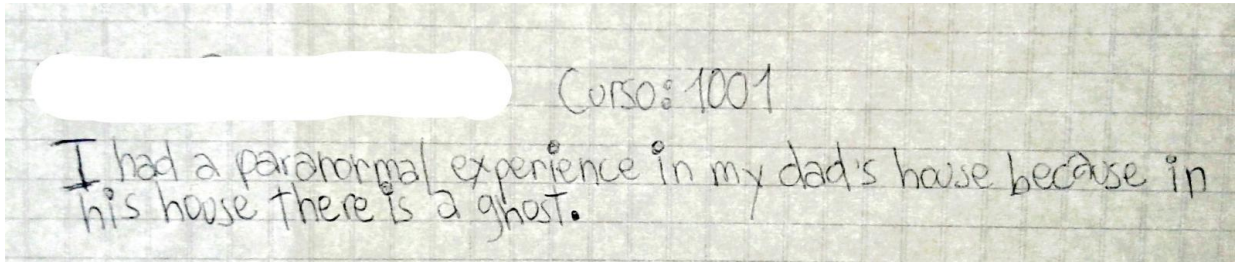 Curso: 1001
I had a paranormal experience in my dad's house because in
his house there is a ghost.